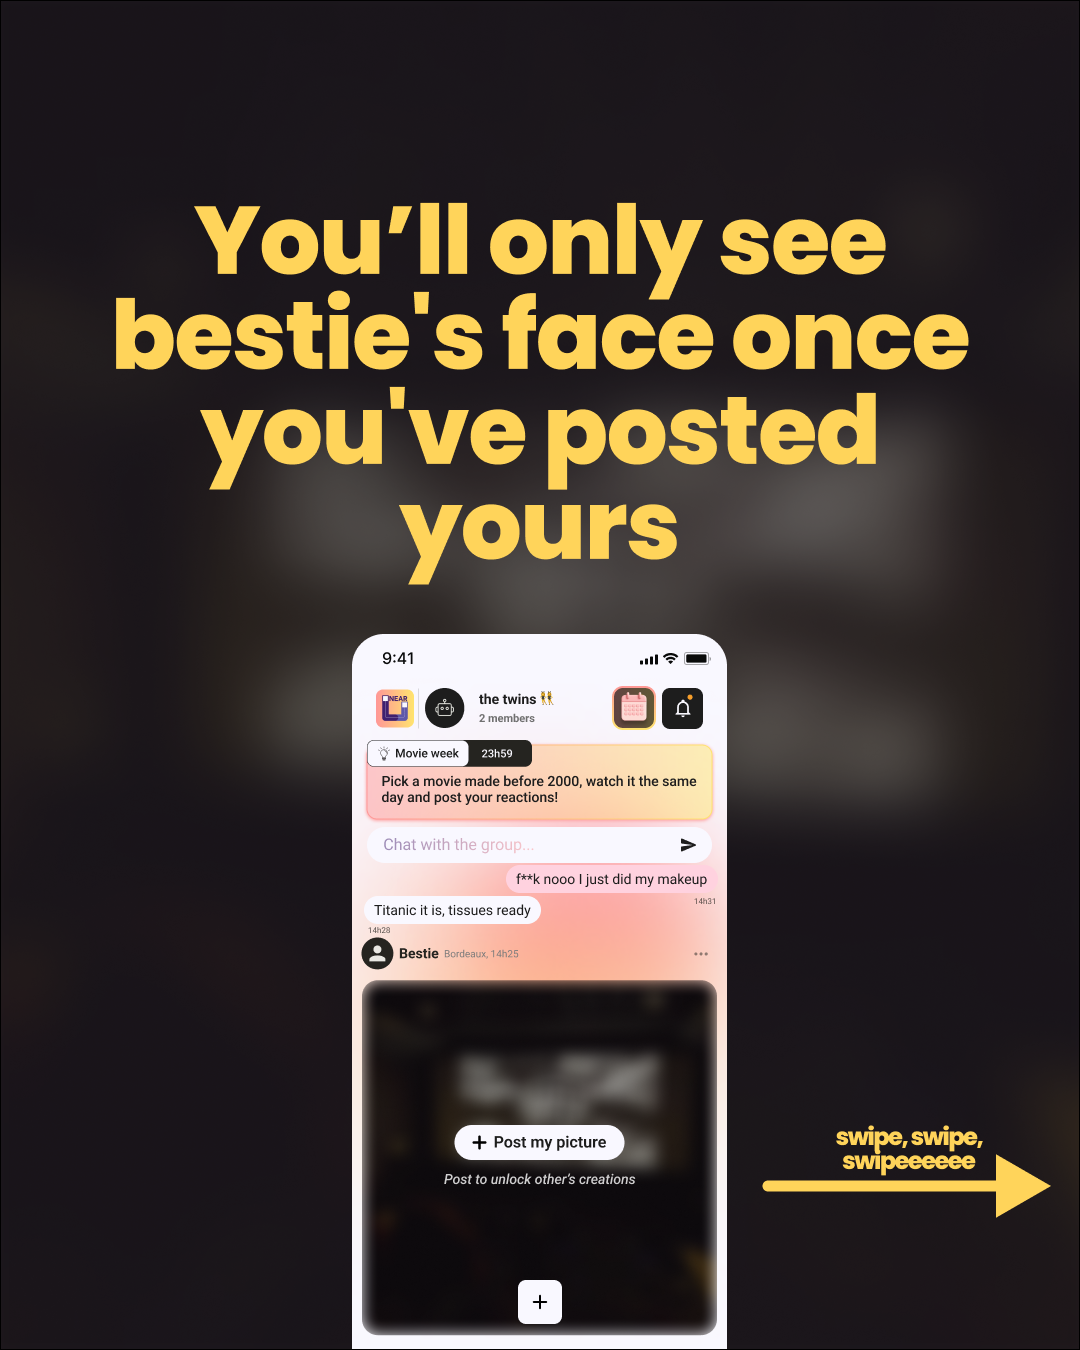 You’ll only see
bestie's face once
you've posted
yours
9:41
NEAR
the twins 👯
2 members
Movie week
23h59
Pick a movie made before 2000, watch it the same
day and post your reactions!
Chat with the group...
f**k nooo I just did my makeup
14h31
Titanic it is, tissues ready
14h28
Bestie Bordeaux, 14h25
+ Post my picture
Post to unlock other's creations
swipe, swipe,
swipeeeeee